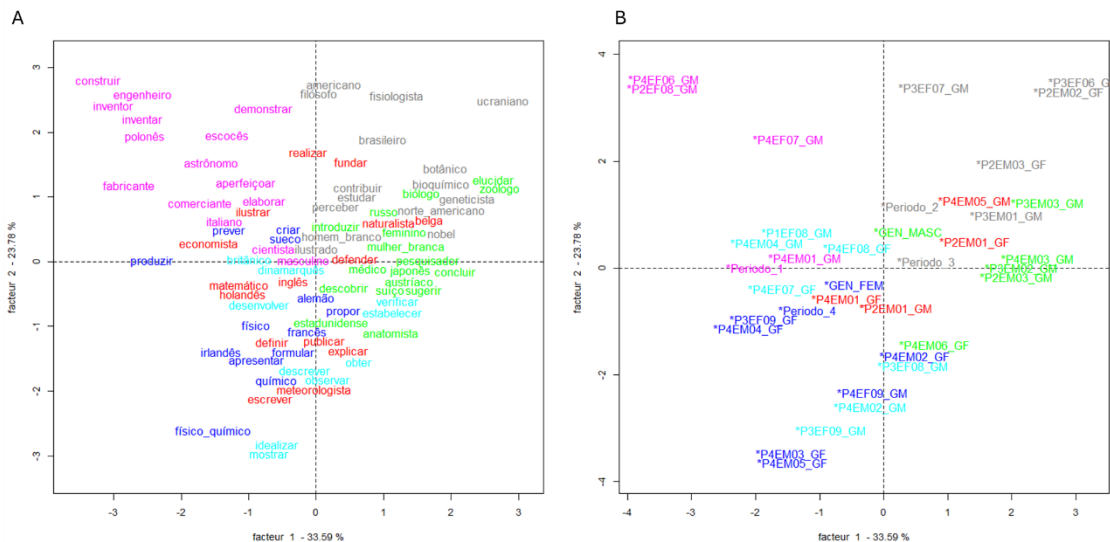 A
B
construir
americano
filósofo
engenheiro
fisiologista
ucraniano
inventor
demonstrar
inventar
polonês
escocês
brasileiro
realizar
astrônomo
fundar
botânico
elucidar
fabricante
aperfeiçoar
bioquímico
zoólogo
contribuir
biólogo
estudar
geneticista
comerciante
elaborar
perceber
norte_americano
ilustrar
russo
italiano
naturalista
belga
prever
criar
introduzir
feminino
nobel
economista
sueco
homem_branco
mulher_branca
cientista
ilustrado
produzir
britânico
masculino
defender
pesquisador
dinamarquês
médico
japonês
concluir
matemático
inglês
austríaco
holandês
descobrir
suíço
sugerir
desenvolver
alemão
verificar
propor
estabelecer
físico
estadunidense
francês
anatomista
definir
publicar
irlandês
formular
explicar
apresentar
obter
descrever
químico
observar
meteorologista
escrever
físico_químico
idealizar
mostrar
3
2
1
0
-1
-2
-3
-3 -2 -1 0 1 2 3
facteur 2 - 23.78 %
facteur 1 - 33.59 %
*P4EF06_GM
*P2EF08_GM
*P3EF07_GM
*P3EF06_GM
*P2EM02_GF
*P4EF07_GM
*P2EM03_GF
*Periodo_2
*P4EM05_GM
*P3EM03_GM
*P3EM01_GM
*P1EF08_GM
*GEN_MASC
*P4EM04_GM
*P4EF08_GF
*P2EM01_GF
*P4EM01_GM
*Periodo_3
*P4EM03_GM
*Periodo_1
*P3EM02_GM
*P2EM03_GM
*P4EF07_GF
*GEN_FEM
*P4EM01_GF
*Periodo_4
*P2EM01_GM
*P3EF09_GF
*P4EM04_GF
*P4EM06_GF
*P4EM02_GF
*P3EF08_GM
*P4EF09_GM
*P4EM02_GM
*P3EF09_GM
*P4EM03_GF
*P4EM05_GF
4
2
0
-2
-4
-4 -3 -2 -1 0 1 2 3
facteur 2 - 23.78 %
facteur 1 - 33.59 %